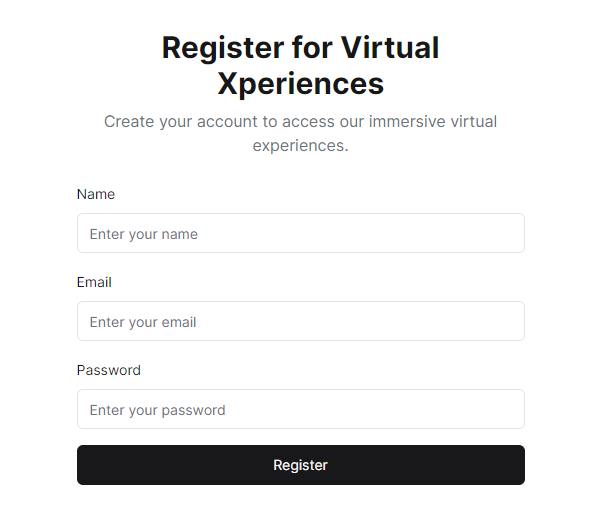 Register for Virtual
Xperiences
Create your account to access our immersive virtual
experiences.
Name
Enter your name
Email
Enter your email
Password
Enter your password
Register